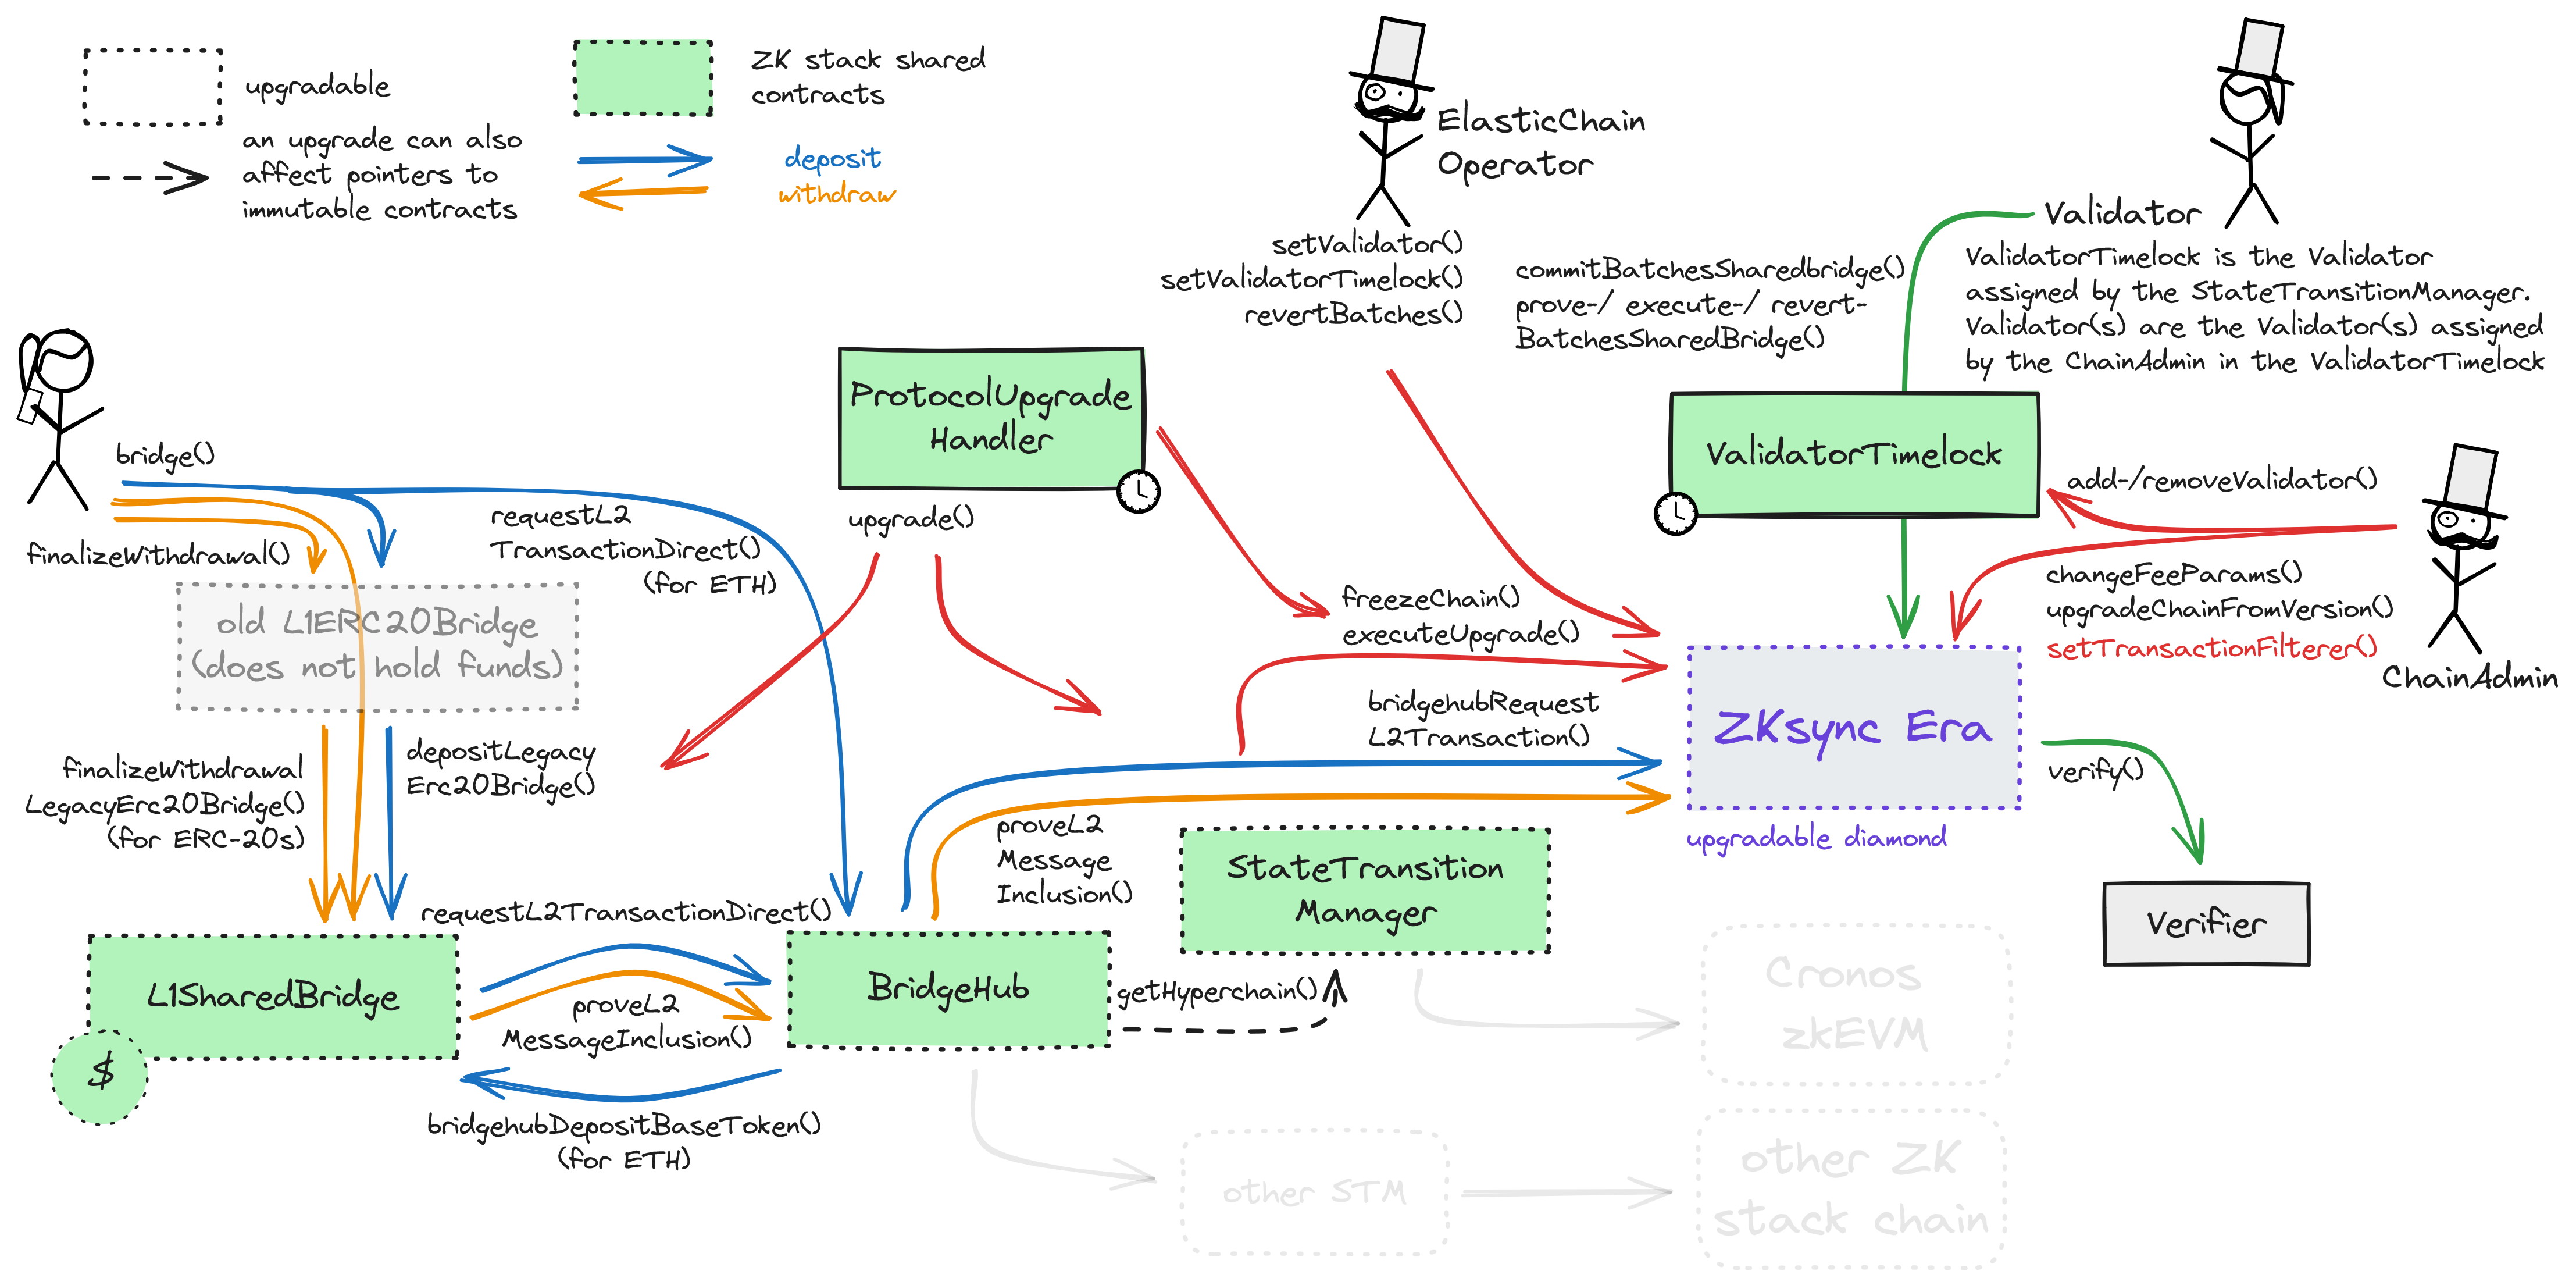 upgradable
an upgrade can also
affect pointers to
immutable contracts
ZK stack shared
contracts
deposit
withdraw
ElasticChain
Operator
setValidator()
setValidatorTimelock()
revertBatches()
commitBatchesSharedbridge()
prove-/ execute-/ revert-
BatchesSharedBridge()
Validator
ValidatorTimelock is the Validator
assigned by the StateTransitionManager.
Validator(s) are the Validator(s) assigned
by the ChainAdmin in the ValidatorTimelock
ProtocolUpgrade
Handler
upgrade()
ValidatorTimelock
add-/removeValidator()
changeFeeParams()
upgradeChainFromVersion()
setTransactionFilterer()
ChainAdmin
bridge()
finalizeWithdrawal()
requestL2
TransactionDirect()
(for ETH)
old L1ERC20Bridge
(does not hold funds)
freezeChain()
executeUpgrade()
bridgehubRequest
L2Transaction()
ZKsync Era
upgradable diamond
verify()
Verifier
finalizeWithdrawal
LegacyErc20Bridge()
(for ERC-20s)
depositLegacy
Erc20Bridge()
proveL2
Message
Inclusion()
StateTransition
Manager
requestL2TransactionDirect()
L1SharedBridge
$
proveL2
MessageInclusion()
BridgeHub
getHyperchain()
bridgehubDepositBaseToken()
(for ETH)
Cronos
zkEVM
other STM
other ZK
stack chain